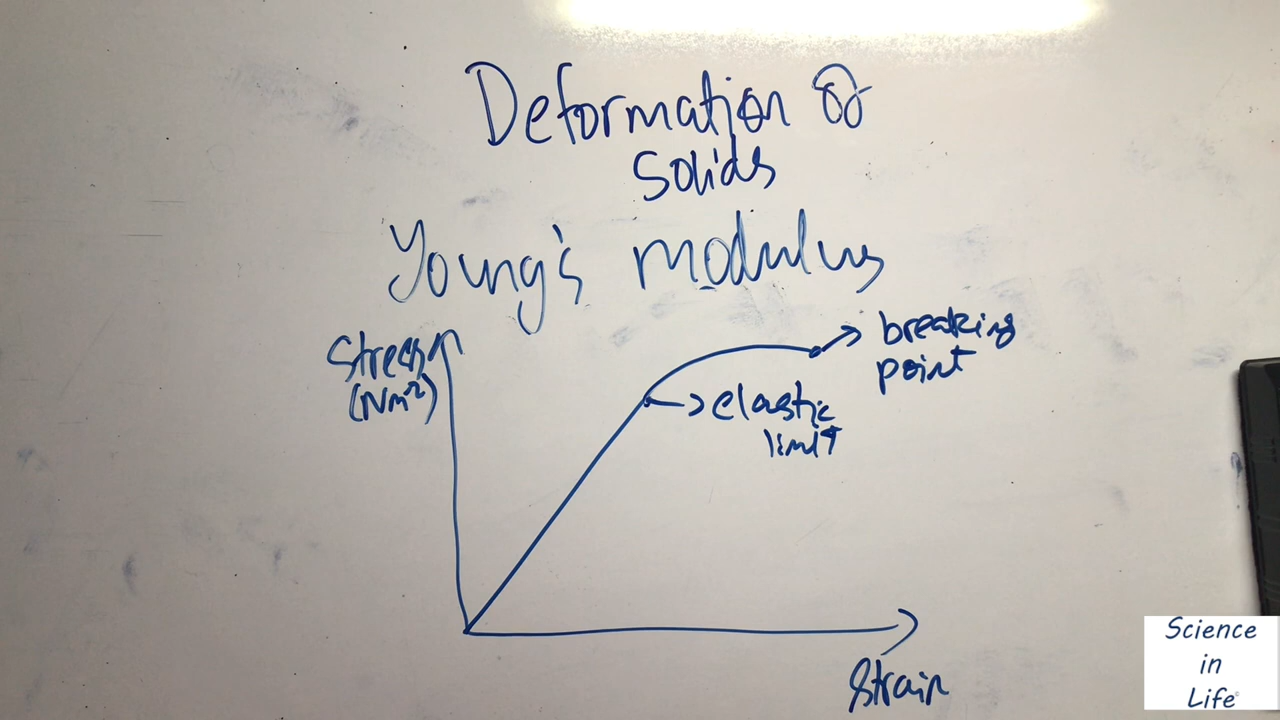 Deformation of
Solids
Young's modulus
Stress
(Nm⁻²)
breaking
point
elastic
limit
Strain
Science
in
Life